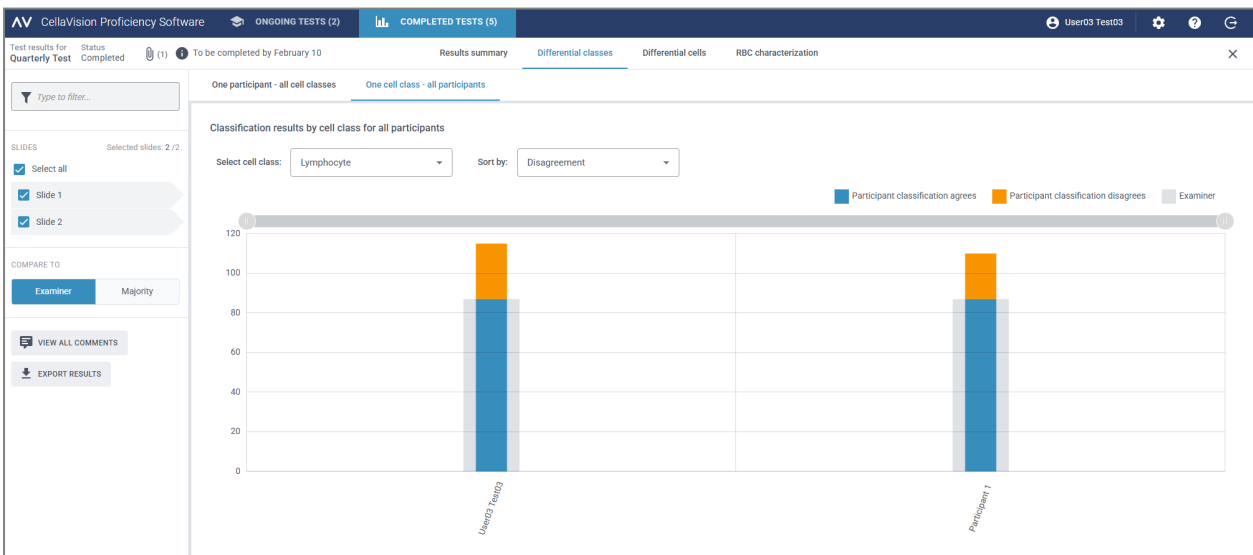 CellaVision Proficiency Software
ONGOING TESTS (2)
COMPLETED TESTS (5)
User03 Test03
Test results for
Quarterly Test
Status
Completed
(1)
To be completed by February 10
Results summary
Differential classes
Differential cells
RBC characterization
Type to filter...
One participant - all cell classes
One cell class - all participants
SLIDES
Selected slides: 2 /2
Select all
Slide 1
Slide 2
COMPARE TO
Examiner
Majority
VIEW ALL COMMENTS
EXPORT RESULTS
Classification results by cell class for all participants
Select cell class:
Lymphocyte
Sort by:
Disagreement
Participant classification agrees
Participant classification disagrees
Examiner
120
100
80
60
40
20
0
User03 Test03
Participant 1